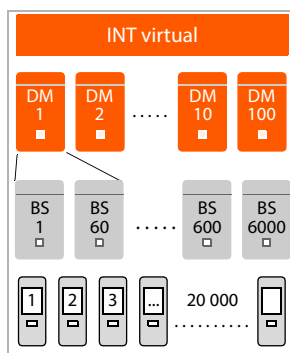 INT virtual
DM 1
DM 2
.....
DM 10
DM 100
BS 1
BS 60
......
BS 600
BS 6000
1
2
3
...
20 000
..........